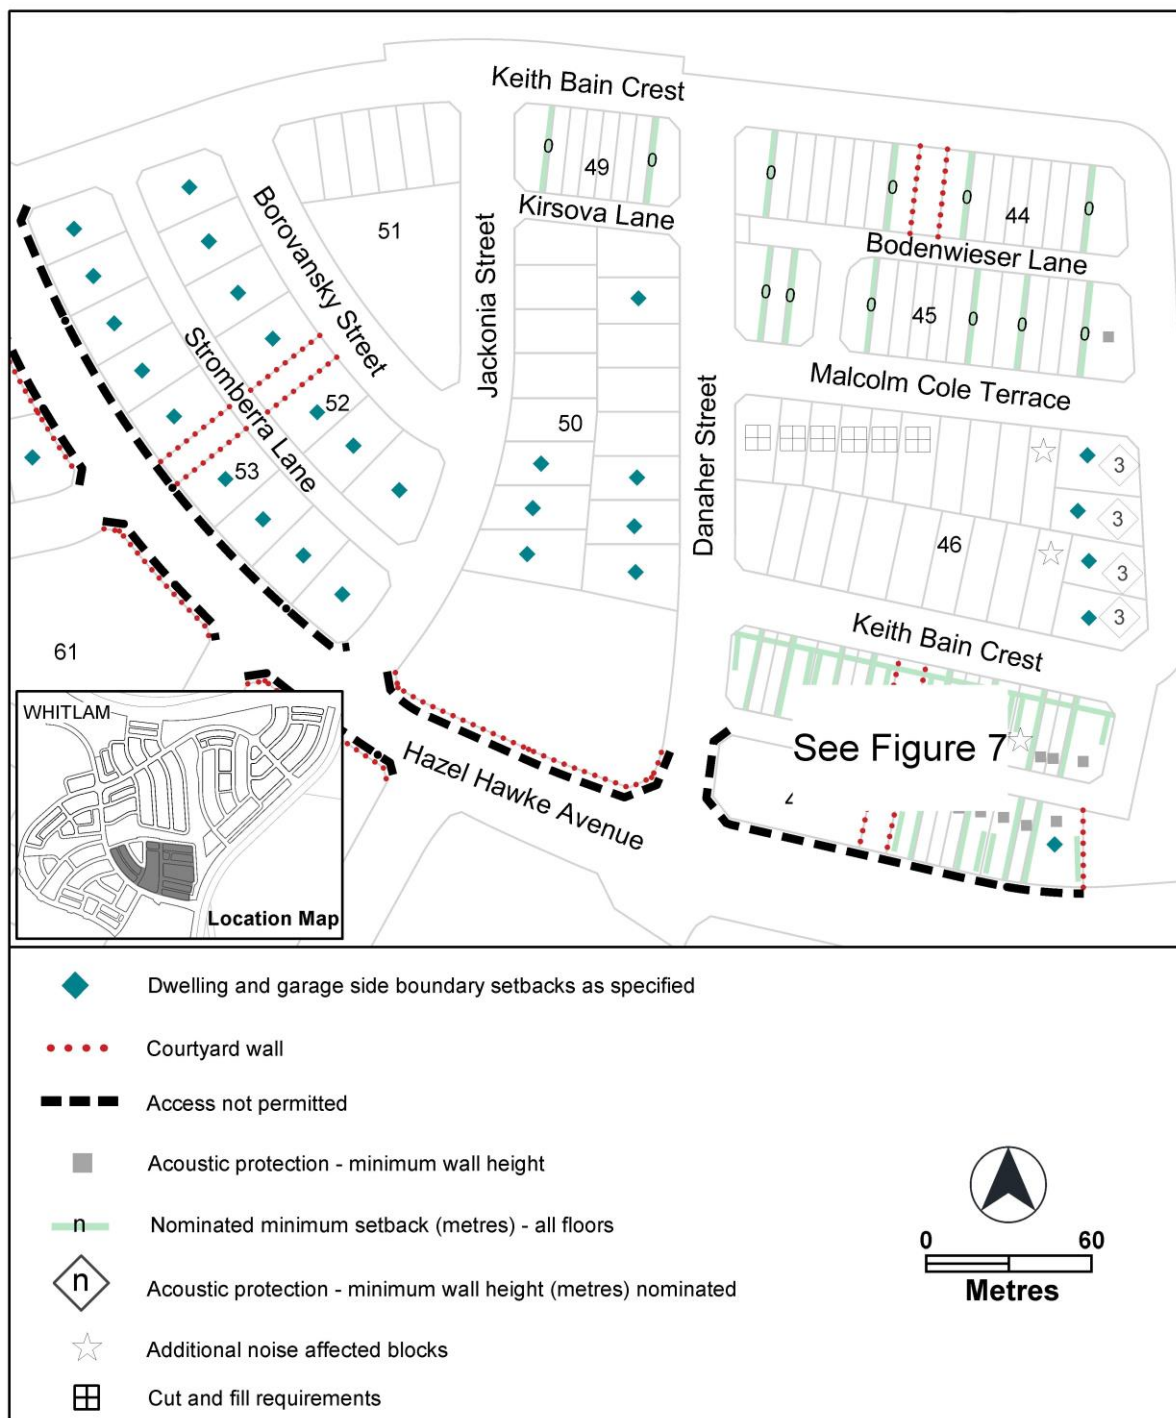 Keith Bain Crest
0
49
0
Kirsova Lane
0
0
0
44
0
Bodenwieser Lane
Borovansky Street
51
Jackonia Street
0 0
0
45
0
0
0
Malcolm Cole Terrace
Stromberra Lane
52
53
50
Danaher Street
3
3
46
3
3
Keith Bain Crest
61
See Figure 7
Hazel Hawke Avenue
WHITLAM
Location Map
Dwelling and garage side boundary setbacks as specified
Courtyard wall
Access not permitted
Acoustic protection - minimum wall height
n Nominated minimum setback (metres) - all floors
n Acoustic protection - minimum wall height (metres) nominated
Additional noise affected blocks
Cut and fill requirements
0 60
Metres